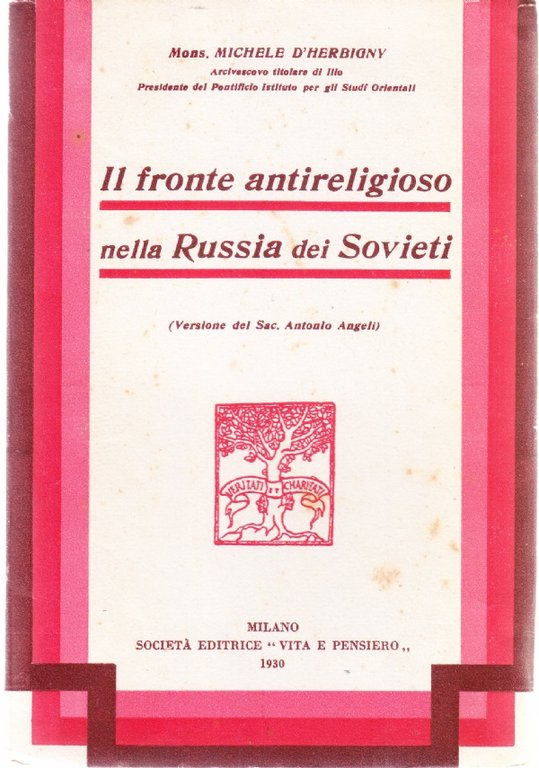 Mons. MICHELE D'HERBIGNY
Arcivescovo titolare di Ilio
Presidente del Pontificio Istituto per gli Studi Orientali
Il fronte antireligioso
nella Russia dei Sovieti
(Versione del Sac. Antonio Angeli)
VERITATI ET CHARITATI
MILANO
SOCIETÀ EDITRICE “ VITA E PENSIERO „
1930